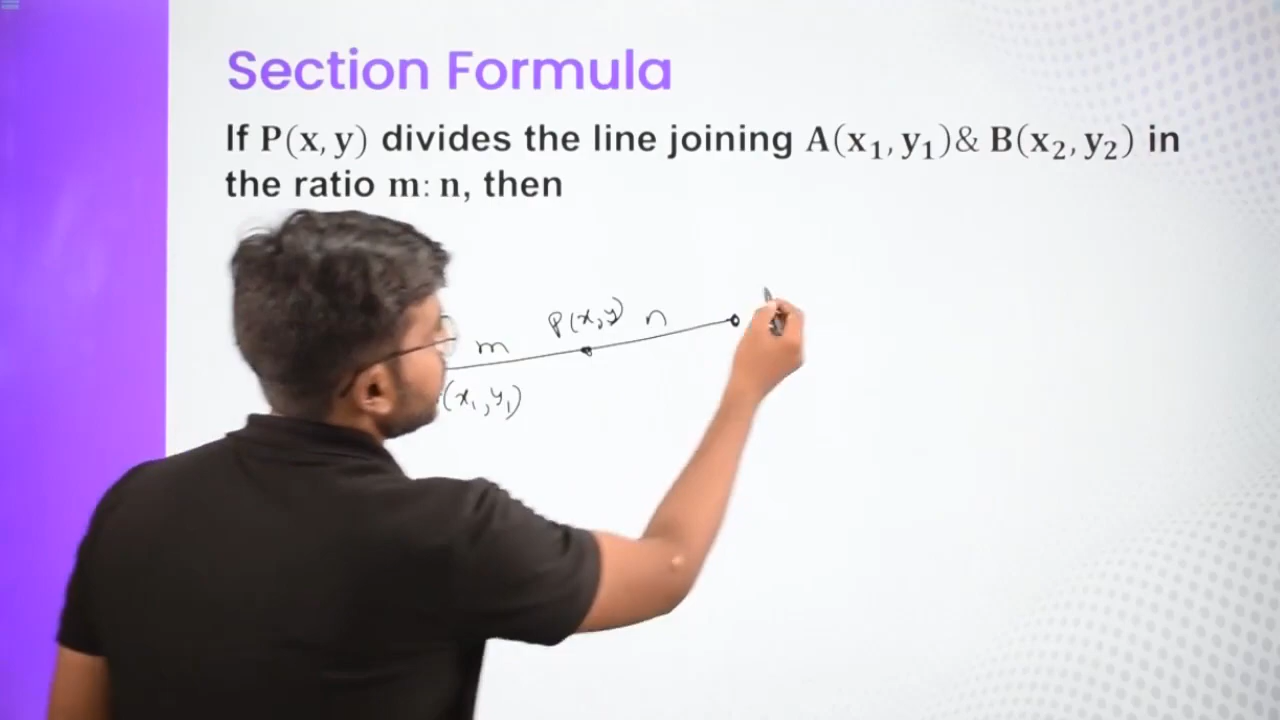 Section Formula
If P(x, y) divides the line joining A(x₁, y₁)& B(x₂, y₂) in
the ratio m: n, then
P(x,y) n
m
(x₁,y₁)